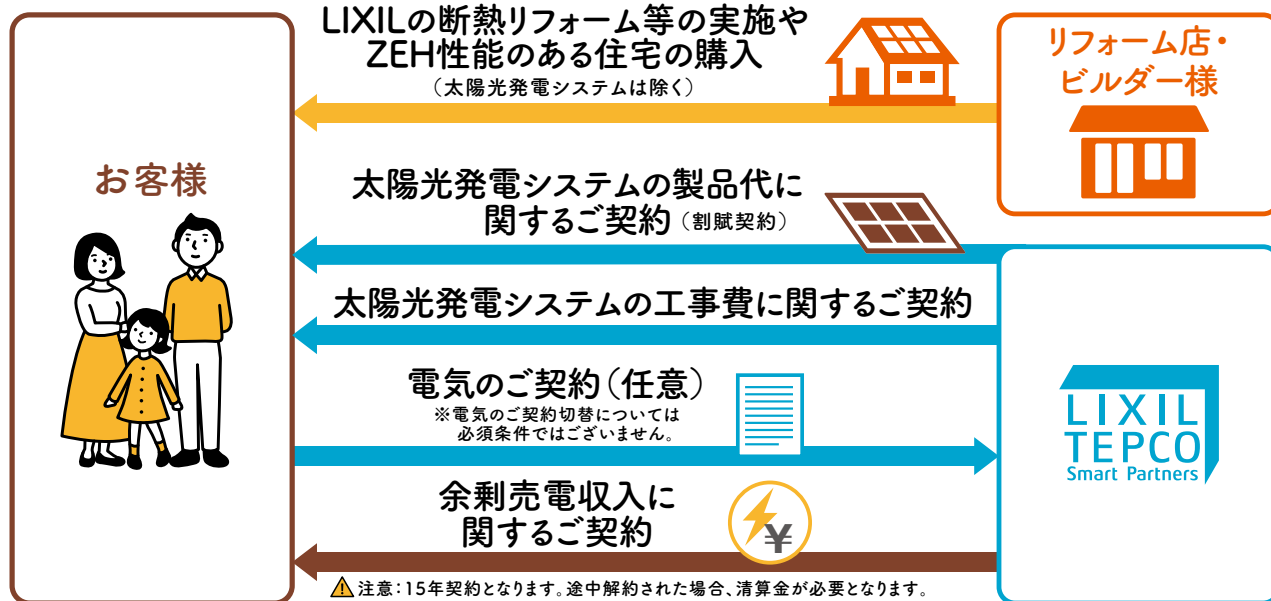 お客様
LIXILの断熱リフォーム等の実施や
ZEH性能のある住宅の購入
（太陽光発電システムは除く）
リフォーム店・
ビルダー様
太陽光発電システムの製品代に
関するご契約（割賦契約）
太陽光発電システムの工事費に関するご契約
電気のご契約（任意）
※電気のご契約切替については
必須条件ではございません。
余剰売電収入に
関するご契約
¥
注意：15年契約となります。途中解約された場合、清算金が必要となります。
LIXIL
TEPCO
Smart Partners